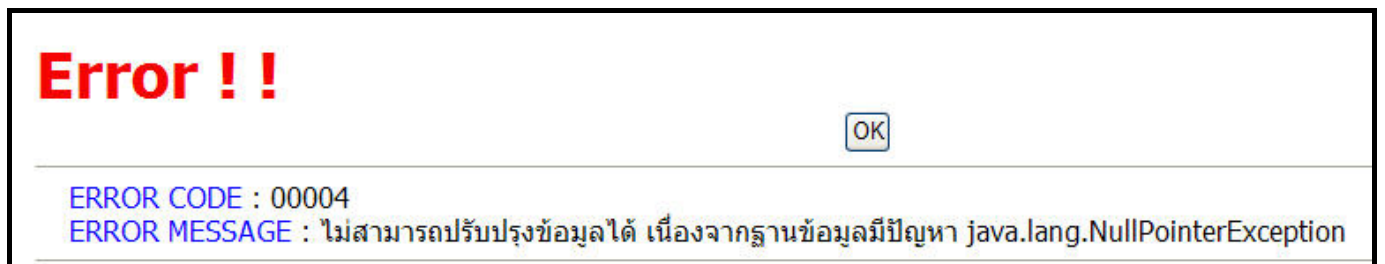 Error ! !
OK
ERROR CODE : 00004
ERROR MESSAGE : ไม่สามารถปรับปรุงข้อมูลได้ เนื่องจากฐานข้อมูลมีปัญหา java.lang.NullPointerException